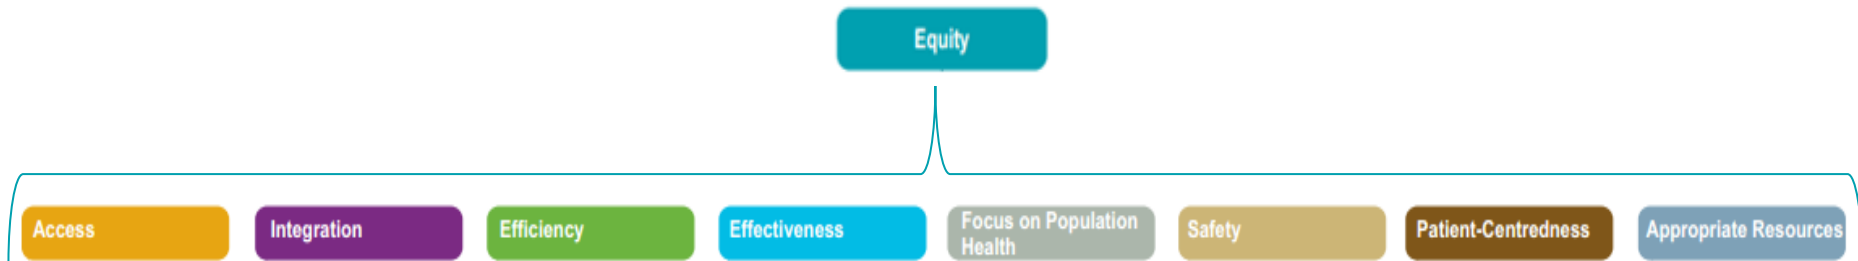 Equity
Access
Integration
Efficiency
Effectiveness
Focus on Population
Health
Safety
Patient-Centredness
Appropriate Resources